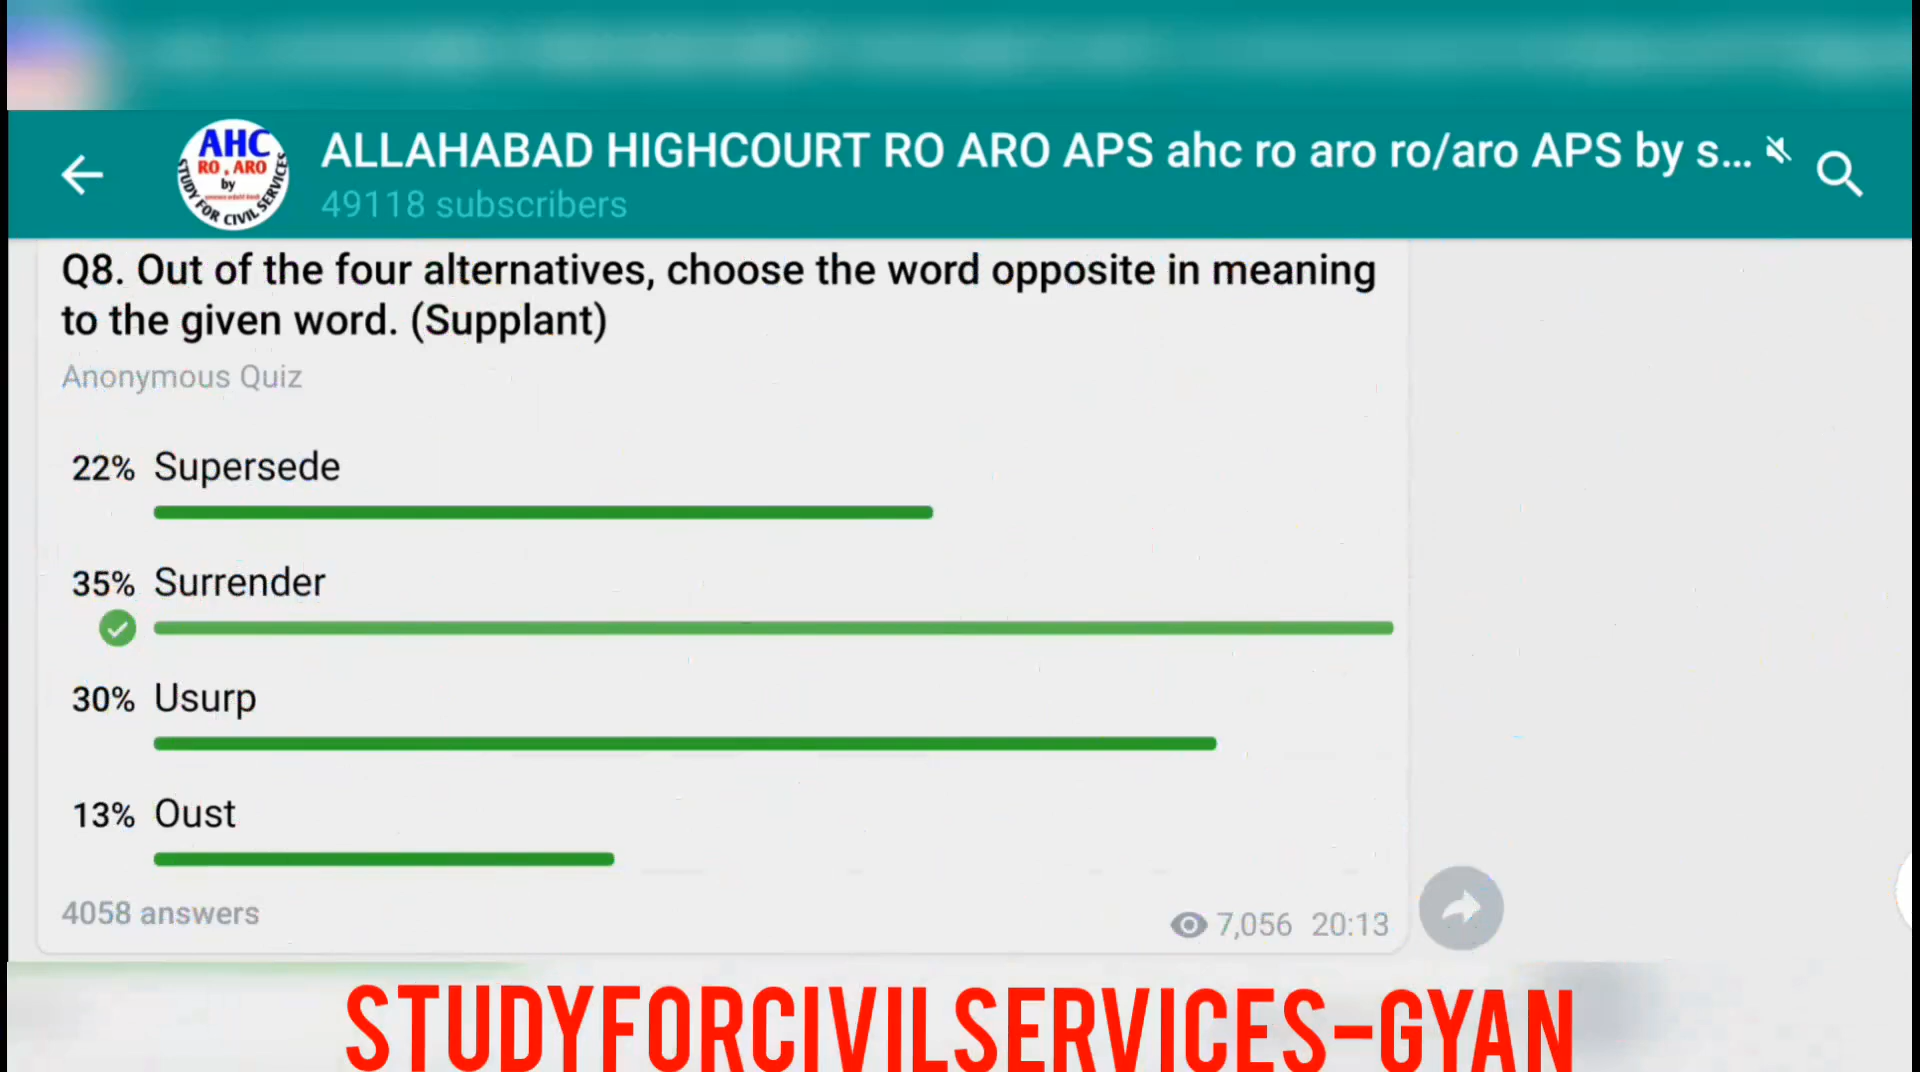 AHC
RO , ARO
by
STUDY FOR CIVIL SERVICES
ALLAHABAD HIGHCOURT RO ARO APS ahc ro aro ro/aro APS by s...
49118 subscribers
Q8. Out of the four alternatives, choose the word opposite in meaning
to the given word. (Supplant)
Anonymous Quiz
22% Supersede
35% Surrender
30% Usurp
13% Oust
4058 answers
7,056 20:13
STUDYFORCIVILSERVICES-GYAN